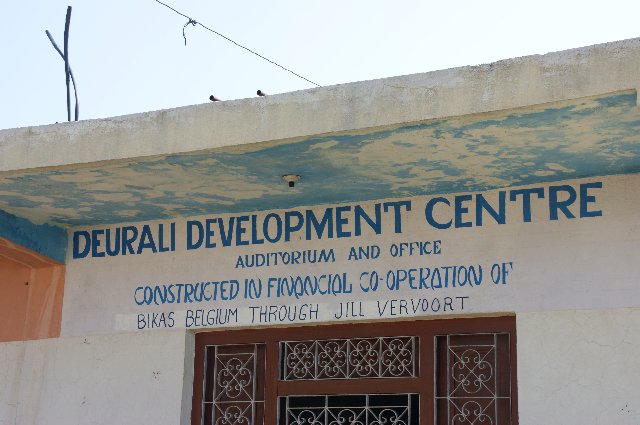 DEURALI DEVELOPMENT CENTRE
AUDITORIUM AND OFFICE
CONSTRUCTED IN FINANCIAL CO-OPERATION OF
BIKAS BELGIUM THROUGH JILL VERVOORT